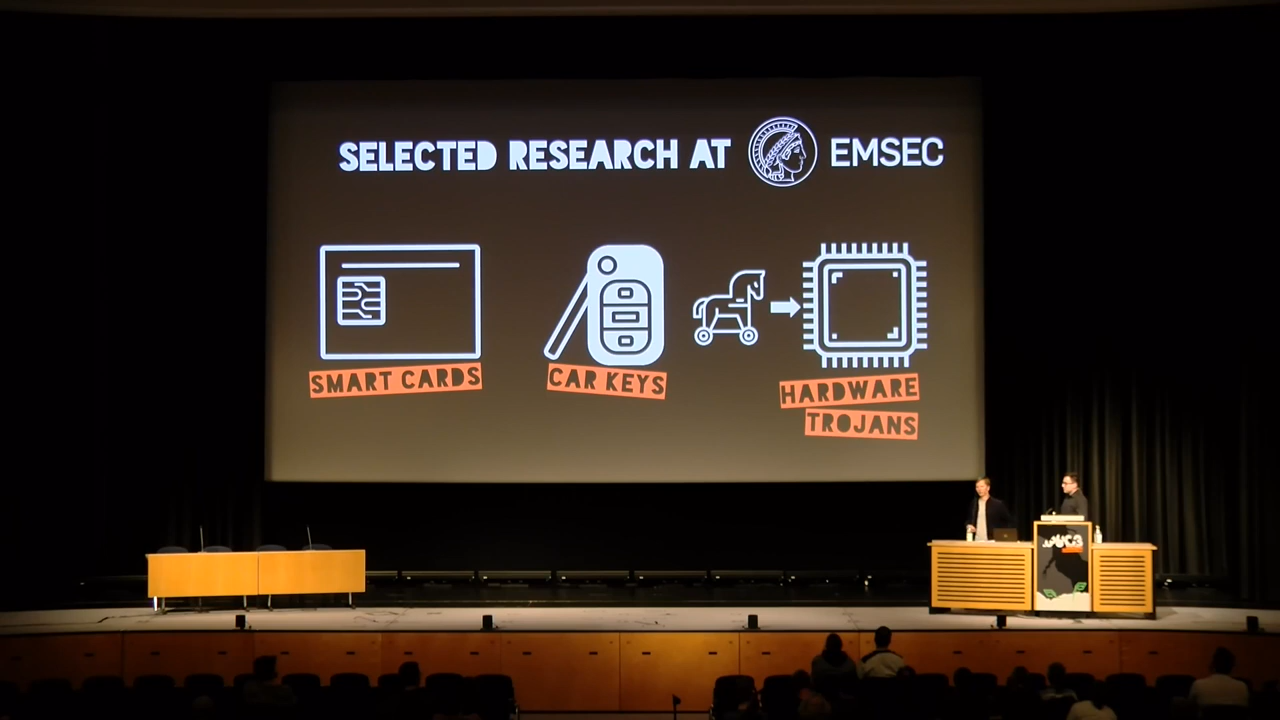 SELECTED RESEARCH AT EMSEC
SMART CARDS
CAR KEYS
HARDWARE
TROJANS